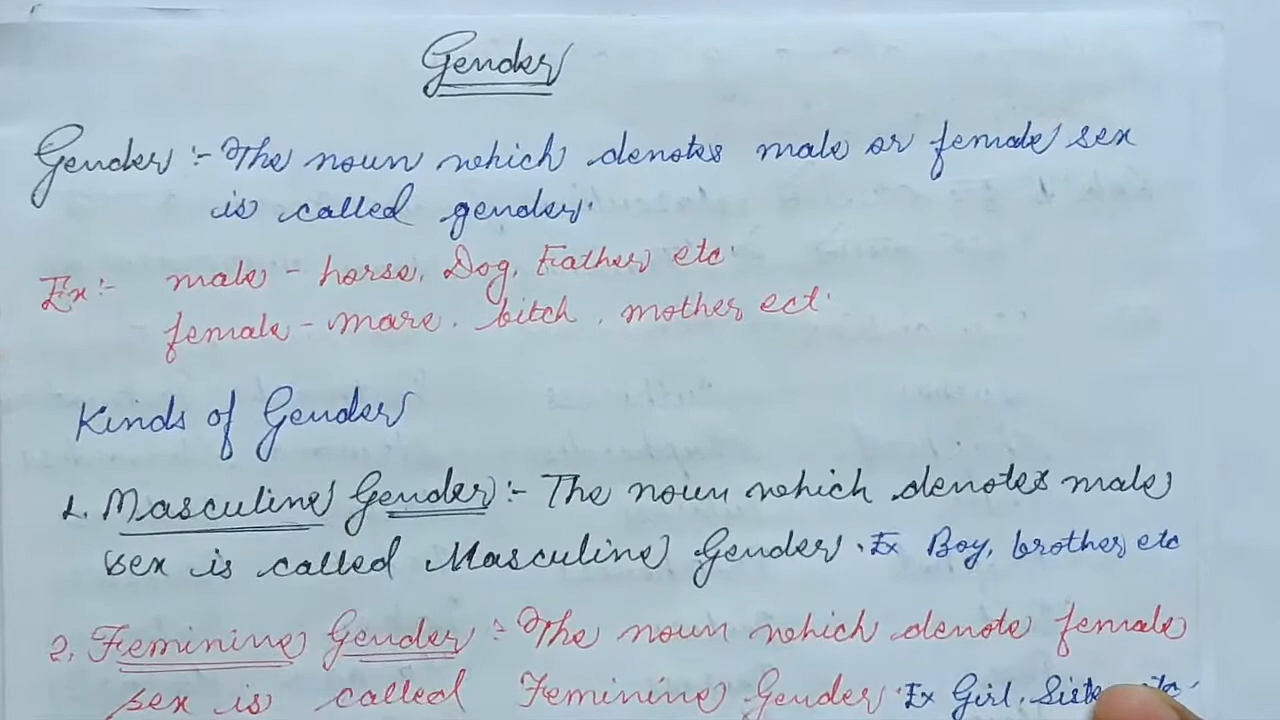 Gender
Gender :- The noun which denotes male or female sex
is called gender.
Ex :- male - horse, Dog, Father etc.
female - mare, bitch, mother ect.
Kinds of Gender
1. Masculine Gender :- The noun which denotes male
sex is called Masculine Gender. Ex Boy, brother etc
2. Feminine Gender :- The noun which denote female
sex is called Feminine Gender. Ex Girl,